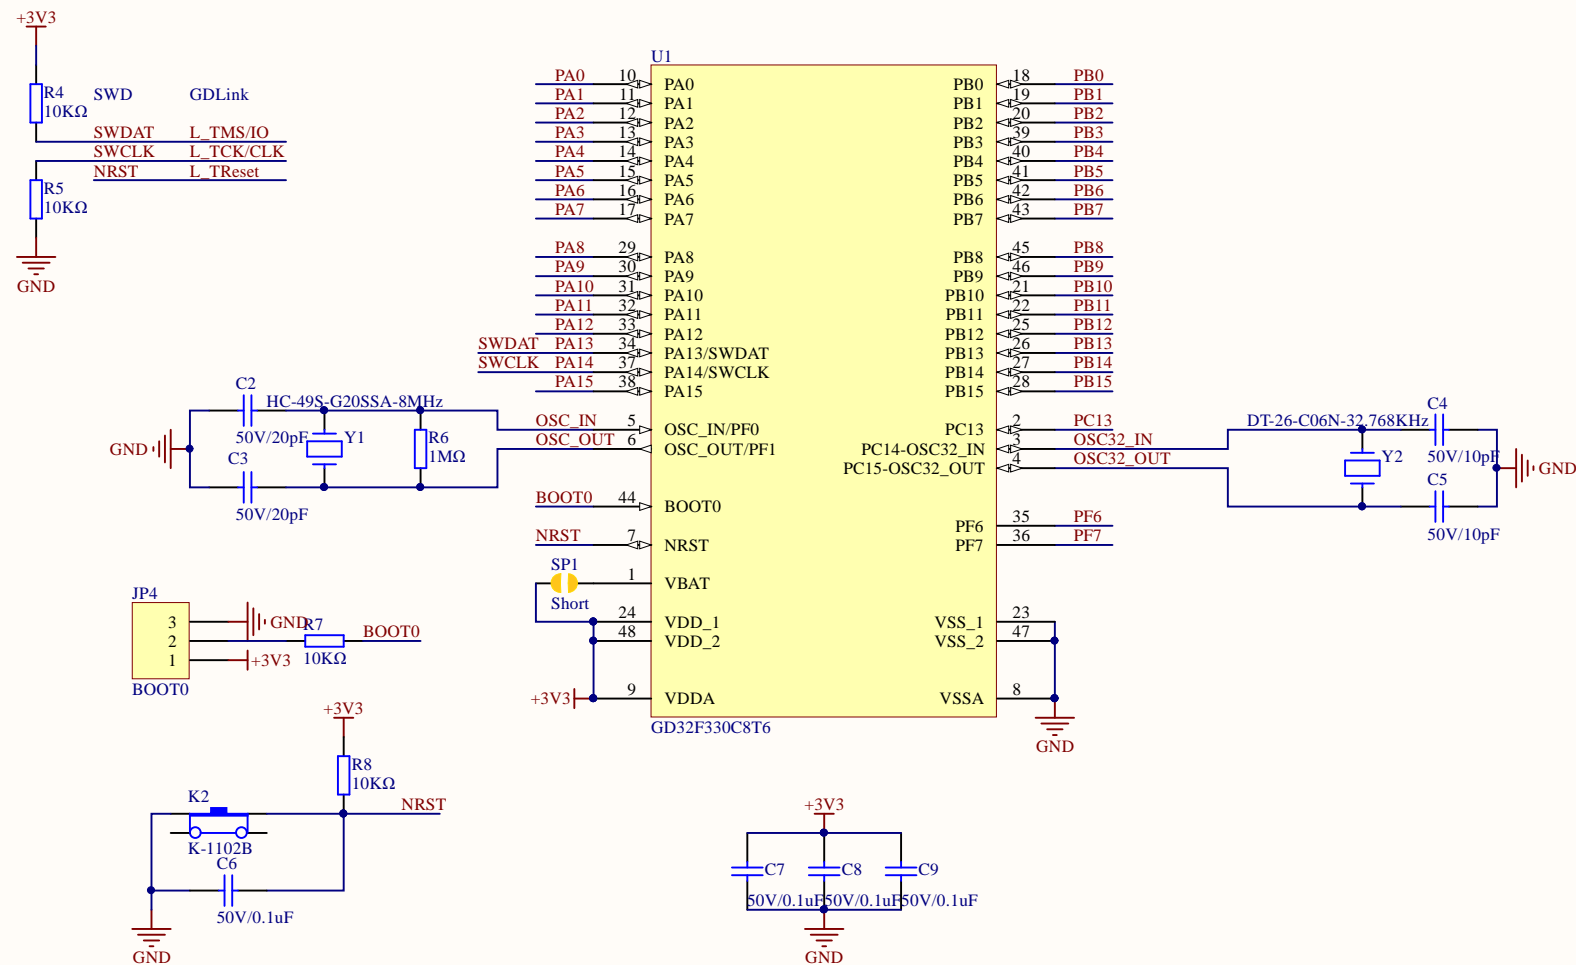 +3V3
R4
10KΩ
SWD GDLink
SWDAT L_TMS/IO
SWCLK L_TCK/CLK
NRST L_TReset
R5
10KΩ
GND
U1
PA0 10 PA0 PB0 18 PB0
PA1 11 PA1 PB1 19 PB1
PA2 12 PA2 PB2 20 PB2
PA3 13 PA3 PB3 39 PB3
PA4 14 PA4 PB4 40 PB4
PA5 15 PA5 PB5 41 PB5
PA6 16 PA6 PB6 42 PB6
PA7 17 PA7 PB7 43 PB7
PA8 29 PA8 PB8 45 PB8
PA9 30 PA9 PB9 46 PB9
PA10 31 PA10 PB10 21 PB10
PA11 32 PA11 PB11 22 PB11
PA12 33 PA12 PB12 25 PB12
SWDAT PA13 34 PA13/SWDAT PB13 26 PB13
SWCLK PA14 37 PA14/SWCLK PB14 27 PB14
PA15 38 PA15 PB15 28 PB15
OSC_IN 5 OSC_IN/PF0 PC13 2 PC13
OSC_OUT 6 OSC_OUT/PF1 PC14-OSC32_IN 3 OSC32_IN
PC15-OSC32_OUT 4 OSC32_OUT
BOOT0 44 BOOT0
PF6 35 PF6
NRST 7 NRST PF7 36 PF7
SP1
Short
1 VBAT
24 VDD_1 VSS_1 23
48 VDD_2 VSS_2 47
+3V3 9 VDDA VSSA 8
GD32F330C8T6
GND
C2
HC-49S-G20SSA-8MHz
50V/20pF
GND
Y1
R6
1MΩ
C3
50V/20pF
DT-26-C06N-32.768KHz
C4
50V/10pF
Y2
GND
C5
50V/10pF
JP4
3 GND
2 R7 BOOT0
10KΩ
1 +3V3
BOOT0
+3V3
R8
10KΩ
K2
NRST
K-1102B
C6
50V/0.1uF
GND
+3V3
C7 C8 C9
50V/0.1uF 50V/0.1uF 50V/0.1uF
GND